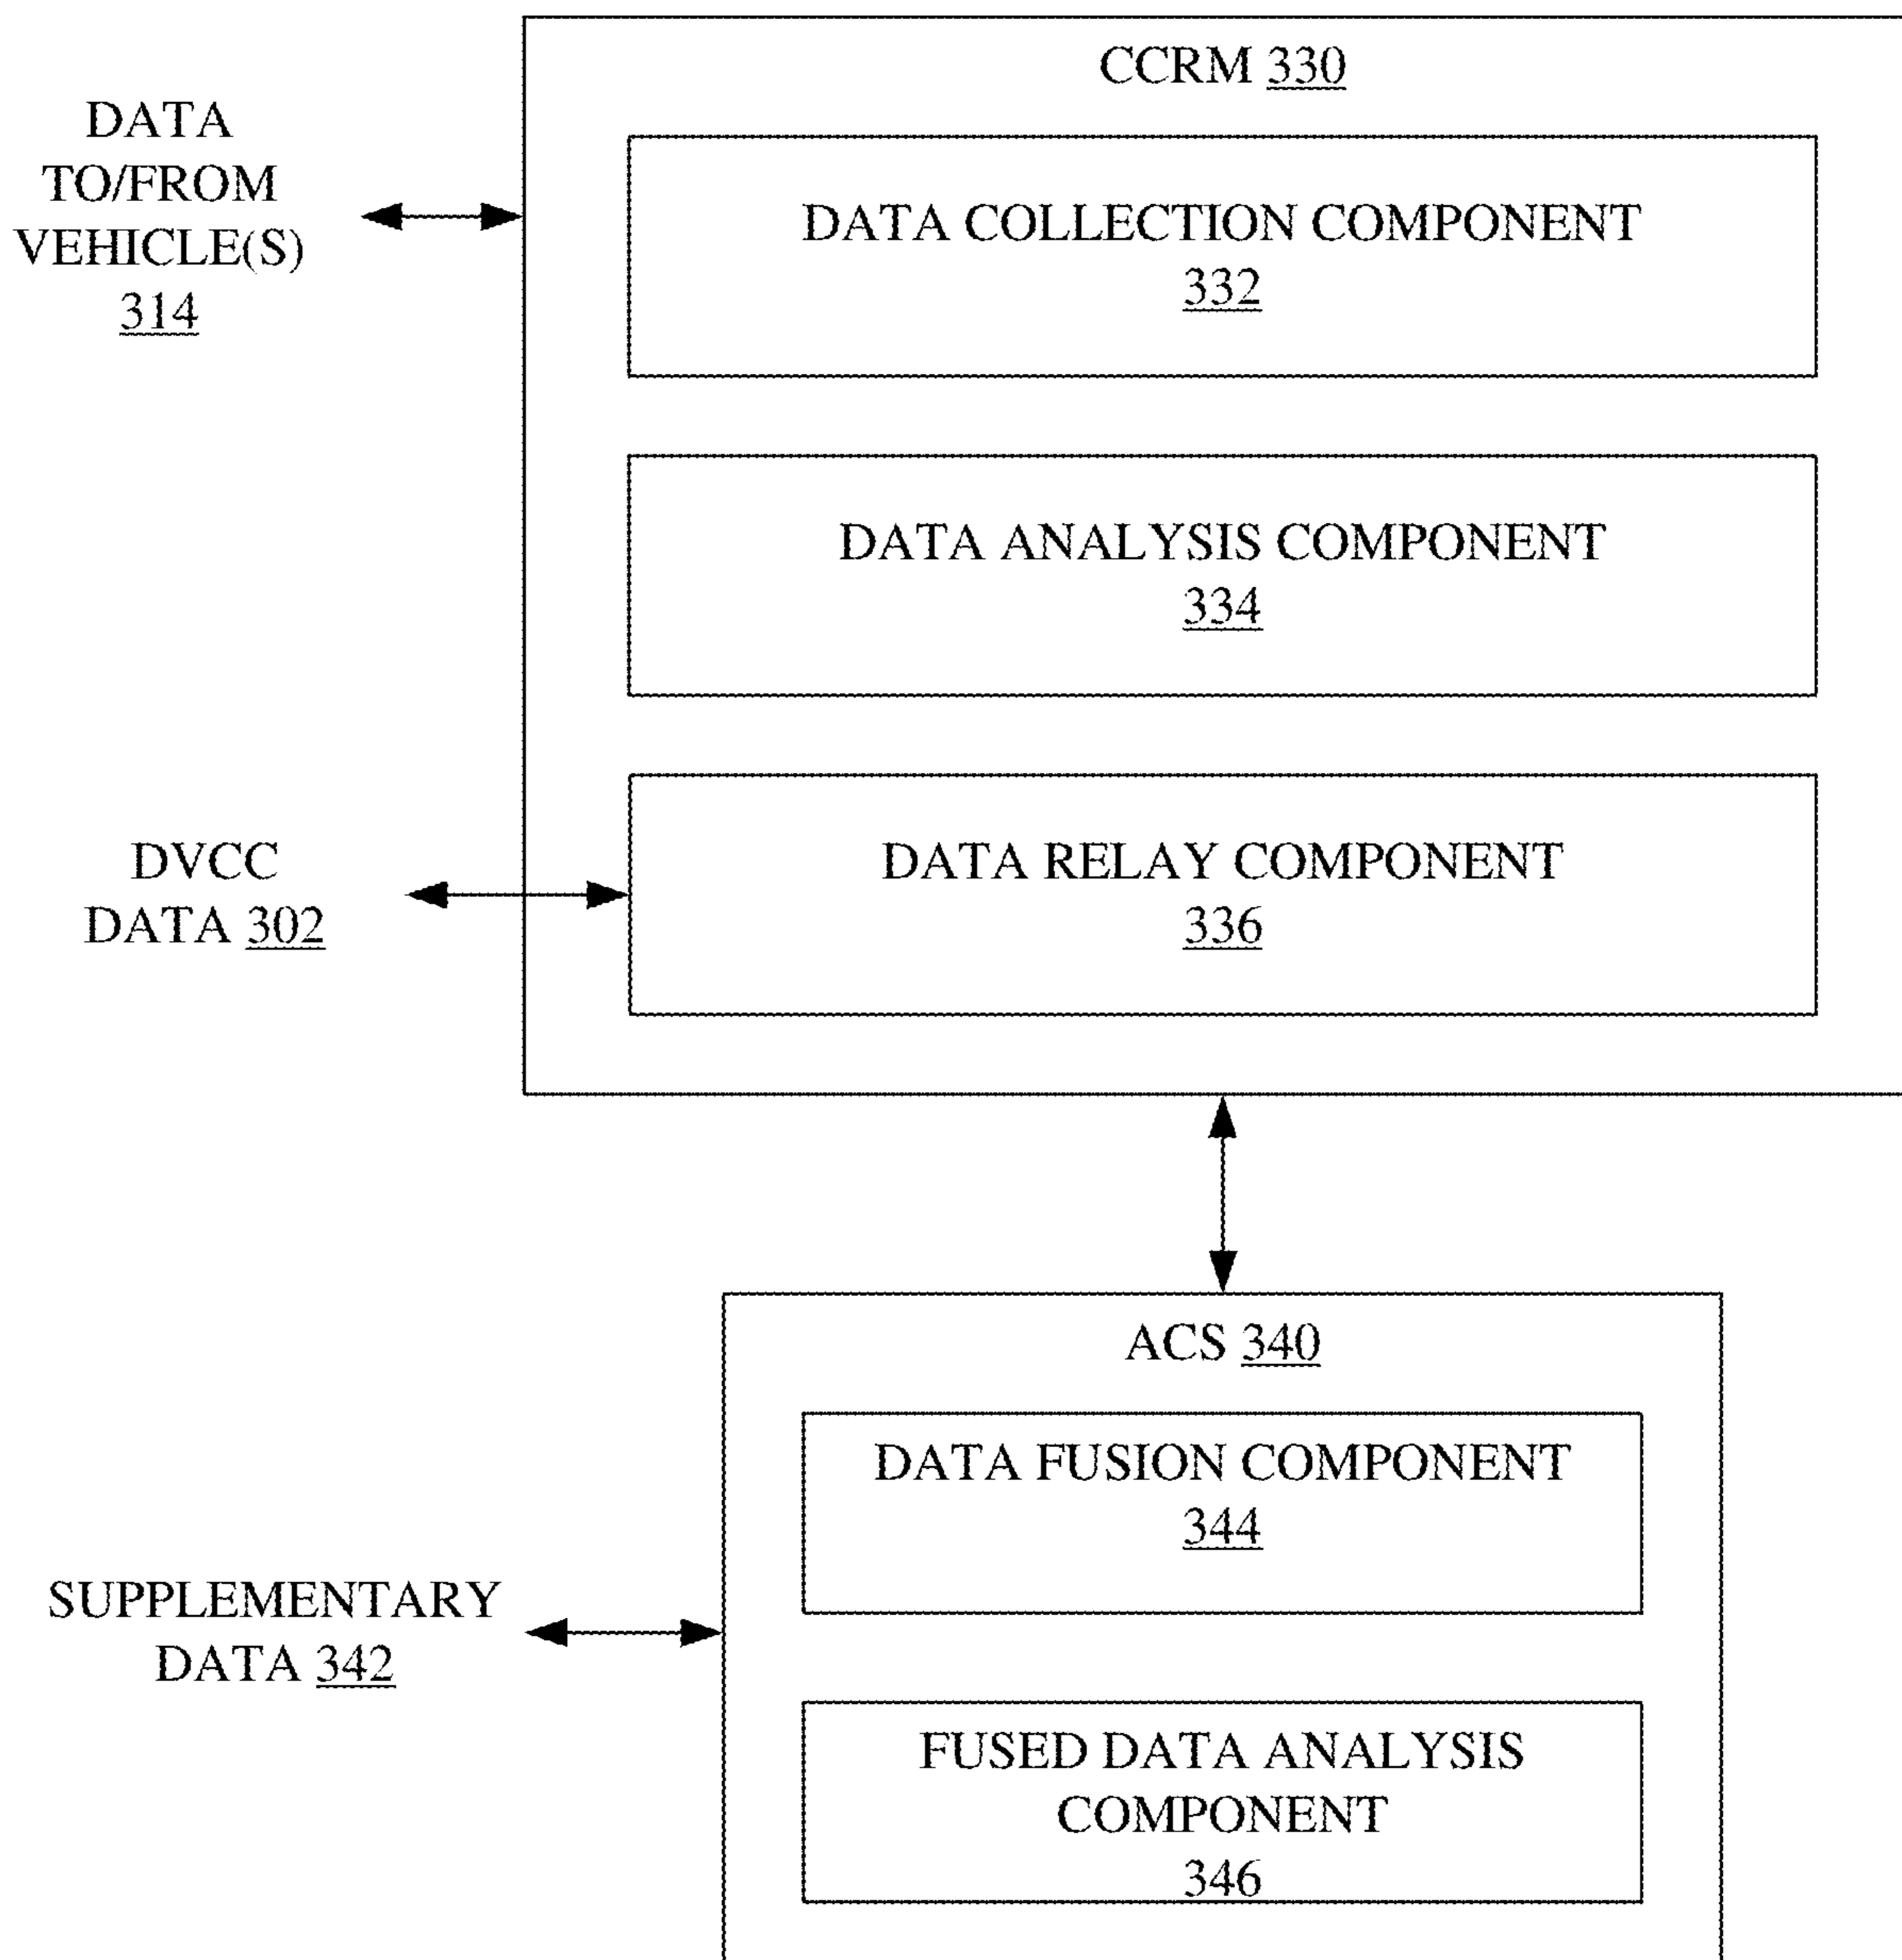 CCRM 330
DATA
TO/FROM
VEHICLE(S)
314
DATA COLLECTION COMPONENT
332
DATA ANALYSIS COMPONENT
334
DVCC
DATA 302
DATA RELAY COMPONENT
336
ACS 340
DATA FUSION COMPONENT
344
SUPPLEMENTARY
DATA 342
FUSED DATA ANALYSIS
COMPONENT
346